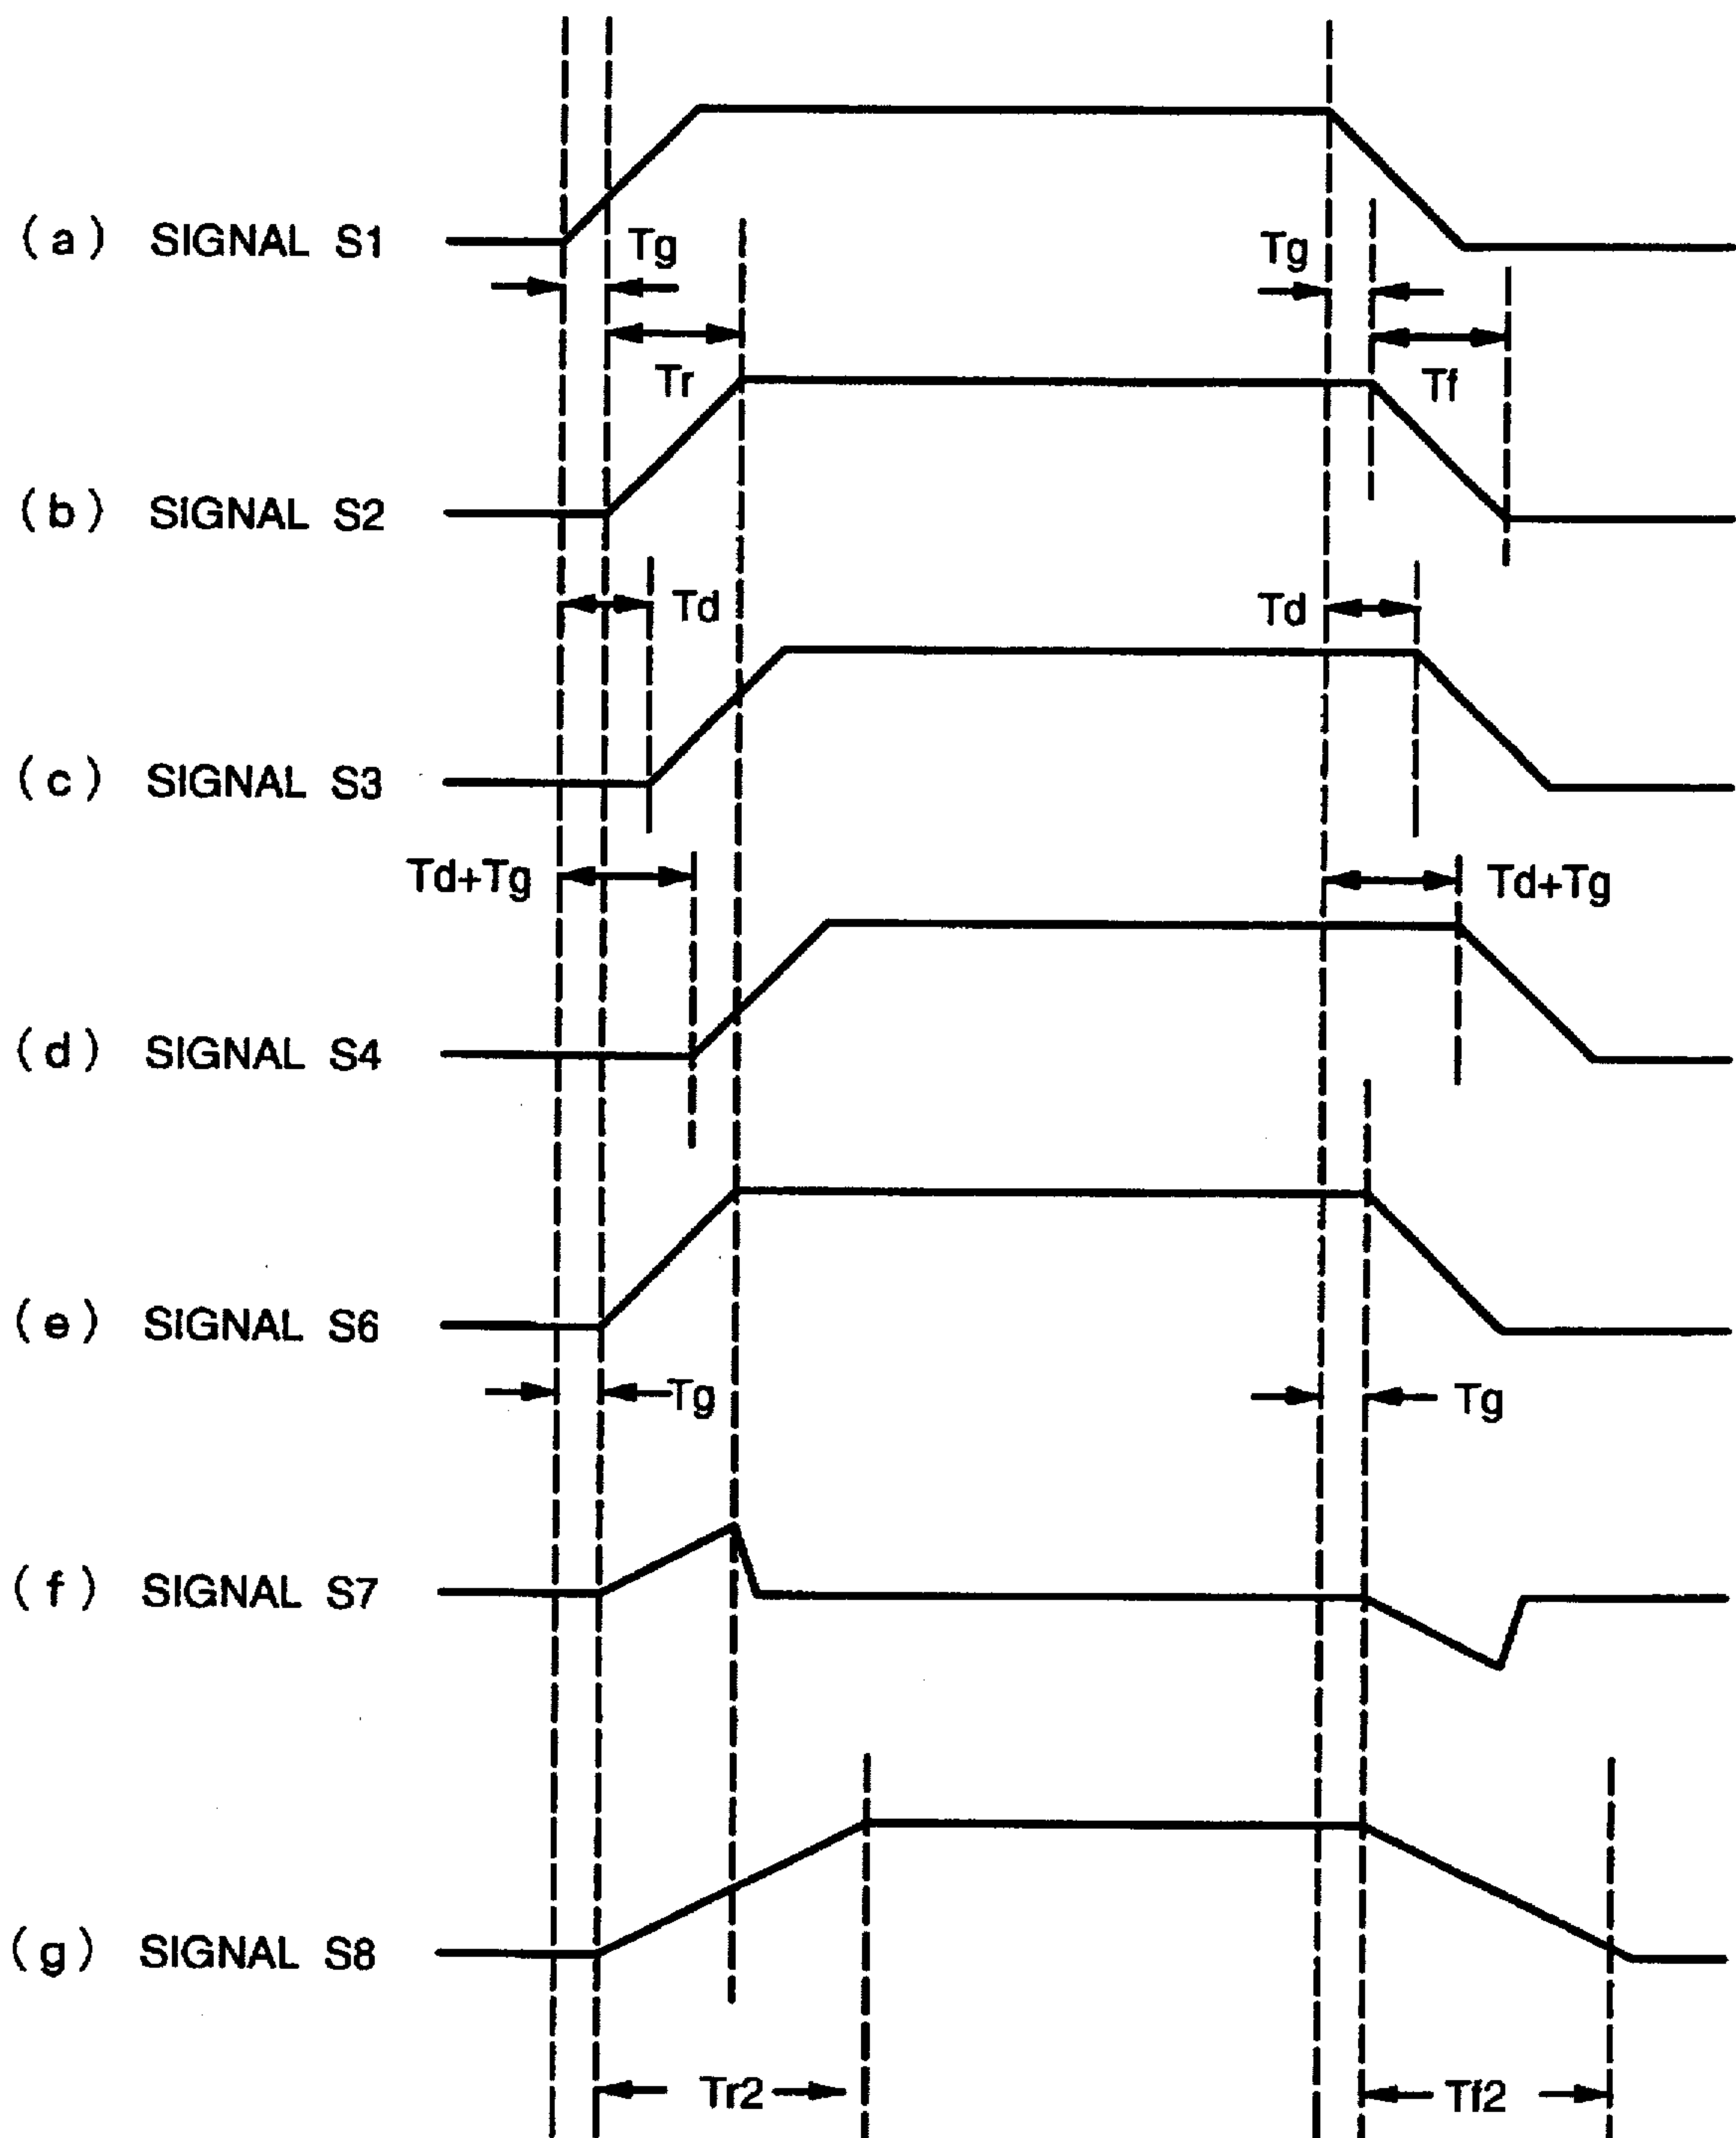 (a) SIGNAL S1
Tg
Tg
Tr
Tf
(b) SIGNAL S2
Td
Td
(c) SIGNAL S3
Td+Tg
Td+Tg
(d) SIGNAL S4
(e) SIGNAL S6
Tg
Tg
(f) SIGNAL S7
(g) SIGNAL S8
Tr2
Tf2